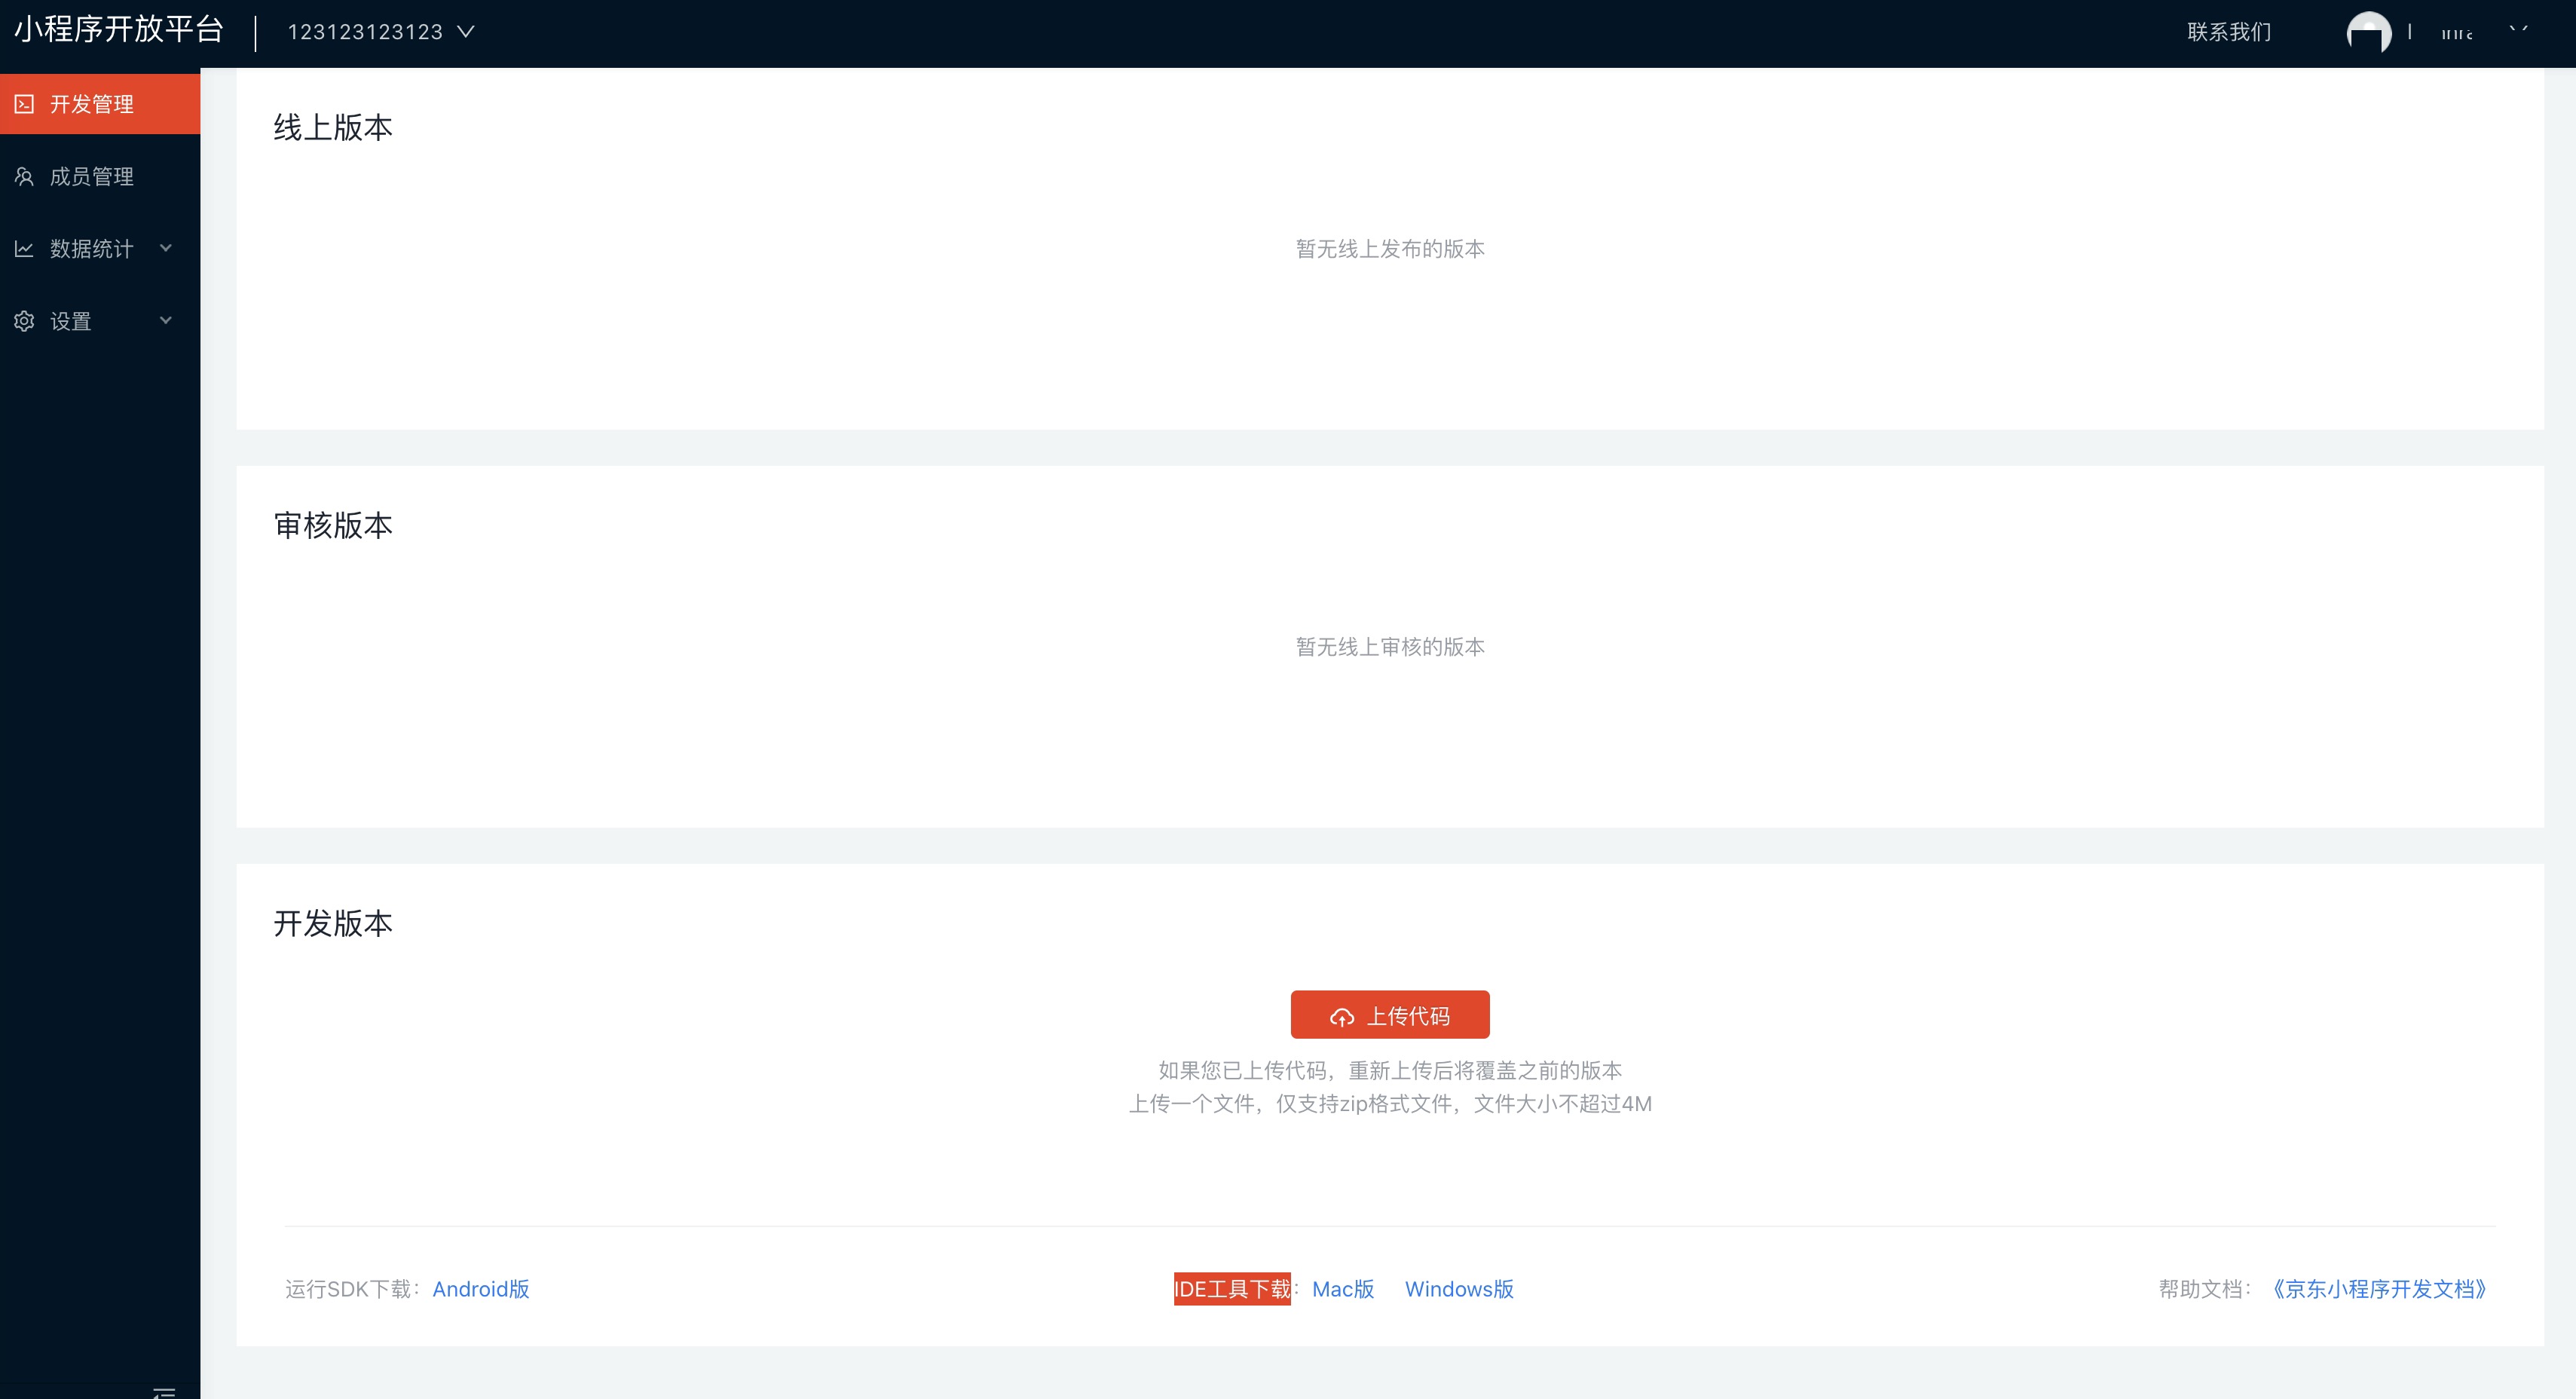 小程序开放平台
123123123123
联系我们
开发管理
成员管理
数据统计
设置
线上版本
暂无线上发布的版本
审核版本
暂无线上审核的版本
开发版本
上传代码
如果您已上传代码，重新上传后将覆盖之前的版本
上传一个文件，仅支持zip格式文件，文件大小不超过4M
运行SDK下载：Android版
IDE工具下载：Mac版 Windows版
帮助文档：《京东小程序开发文档》